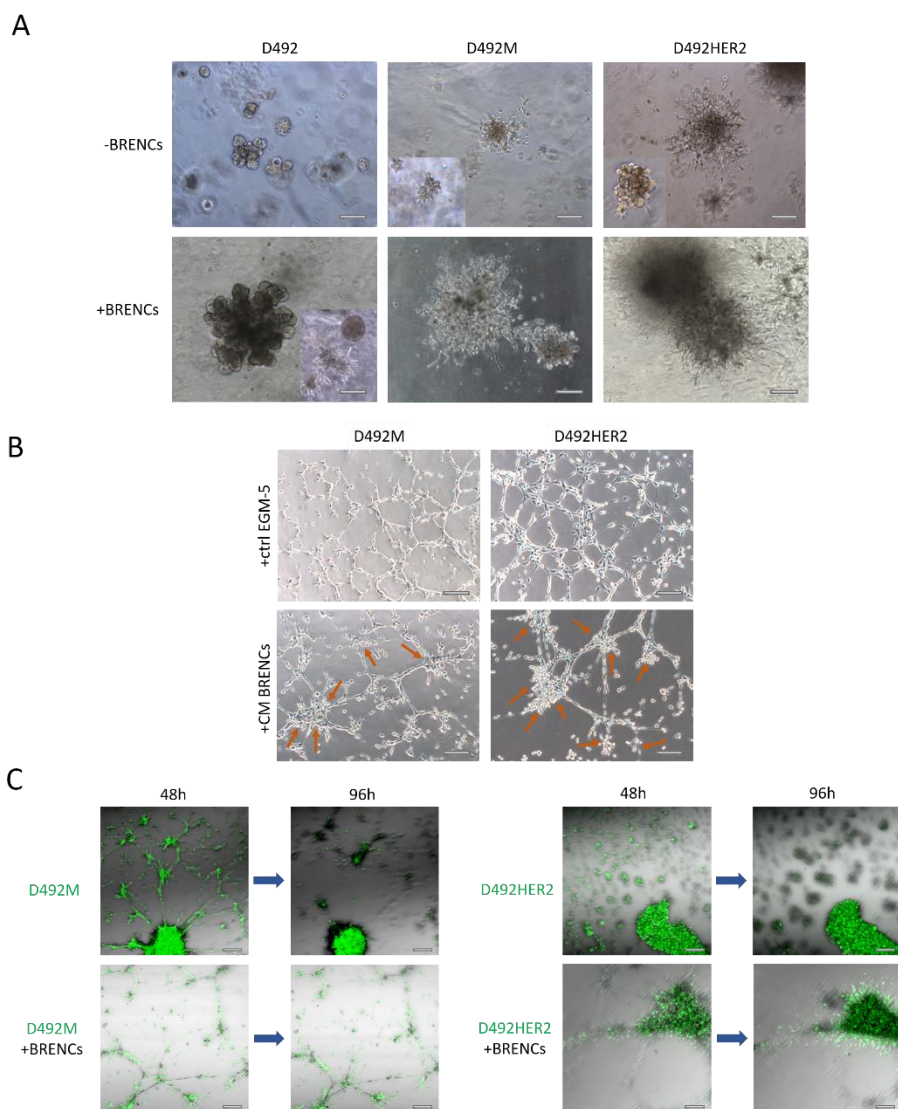 A
D492 D492M D492HER2
-BRENCs
+BRENCs
B
D492M D492HER2
+ctrl EGM-5
+CM BRENCs
C
48h 96h 48h 96h
D492M D492HER2
D492M
+BRENCs
D492HER2
+BRENCs